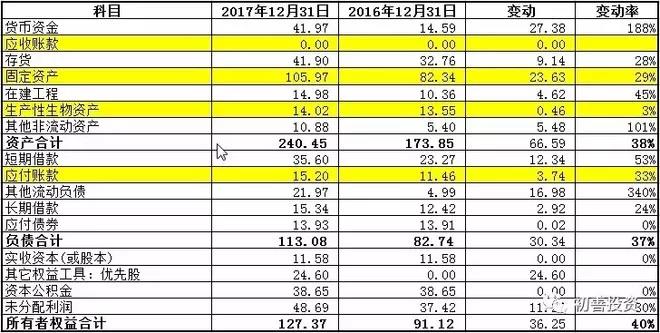 科目 2017年12月31日 2016年12月31日 变动 变动率
货币资金 41.97 14.59 27.38 188%
应收账款 0.00 0.00 0.00
存货 41.90 32.76 9.14 28%
固定资产 105.97 82.34 23.63 29%
在建工程 14.98 10.36 4.62 45%
生产性生物资产 14.02 13.55 0.46 3%
其他非流动资产 10.88 5.40 5.48 101%
资产合计 240.45 173.85 66.59 38%
短期借款 35.60 23.27 12.34 53%
应付账款 15.20 11.46 3.74 33%
其他流动负债 21.97 4.99 16.98 340%
长期借款 15.34 12.42 2.92 24%
应付债券 13.93 13.91 0.02 0%
负债合计 113.08 82.74 30.34 37%
实收资本(或股本) 11.58 11.58 0.00 0%
其它权益工具：优先股 24.60 0.00 24.60
资本公积金 38.65 38.65 0.00 0%
未分配利润 48.69 37.42 30%
所有者权益合计 127.37 91.12 36.25 40%
初善投资